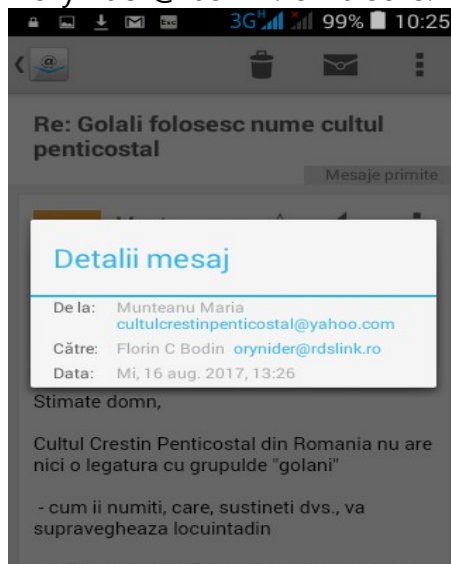 3G H 99% 10:25
Re: Golali folosesc nume cultul
penticostal
Mesaje primite
Detalii mesaj
De la: Munteanu Maria
cultulcrestinpenticostal@yahoo.com
Către: Florin C Bodin orynider@rdslink.ro
Data: Mi, 16 aug. 2017, 13:26
Stimate domn,
Cultul Crestin Penticostal din Romania nu are
nici o legatura cu grupulde "golani"
- cum ii numiti, care, sustineti dvs., va
supravegheaza locuintadin